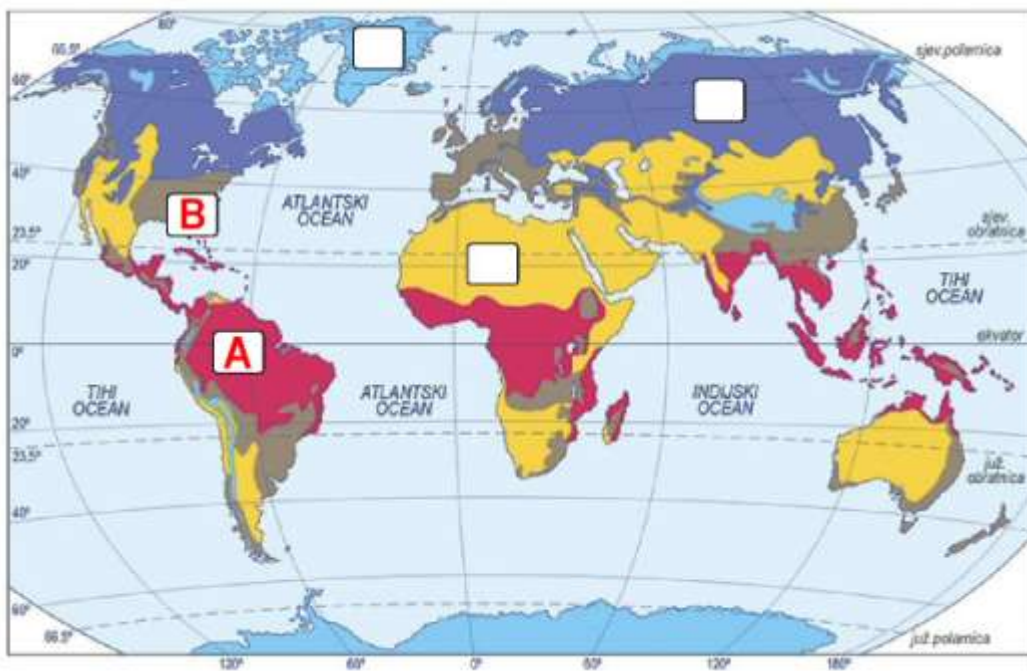 80°
66.5°
sjev.polarnica
60°
40°
ATLANTSKI
OCEAN
B
23,5°
sjev.
obratnica
20°
TIHI
OCEAN
ekvator
A
0°
TIHI
OCEAN
ATLANTSKI
OCEAN
INDIJSKI
OCEAN
20°
23,5°
juž.
obratnica
40°
60°
66.5°
juž.polarnica
120°
60°
0°
60°
120°
180°